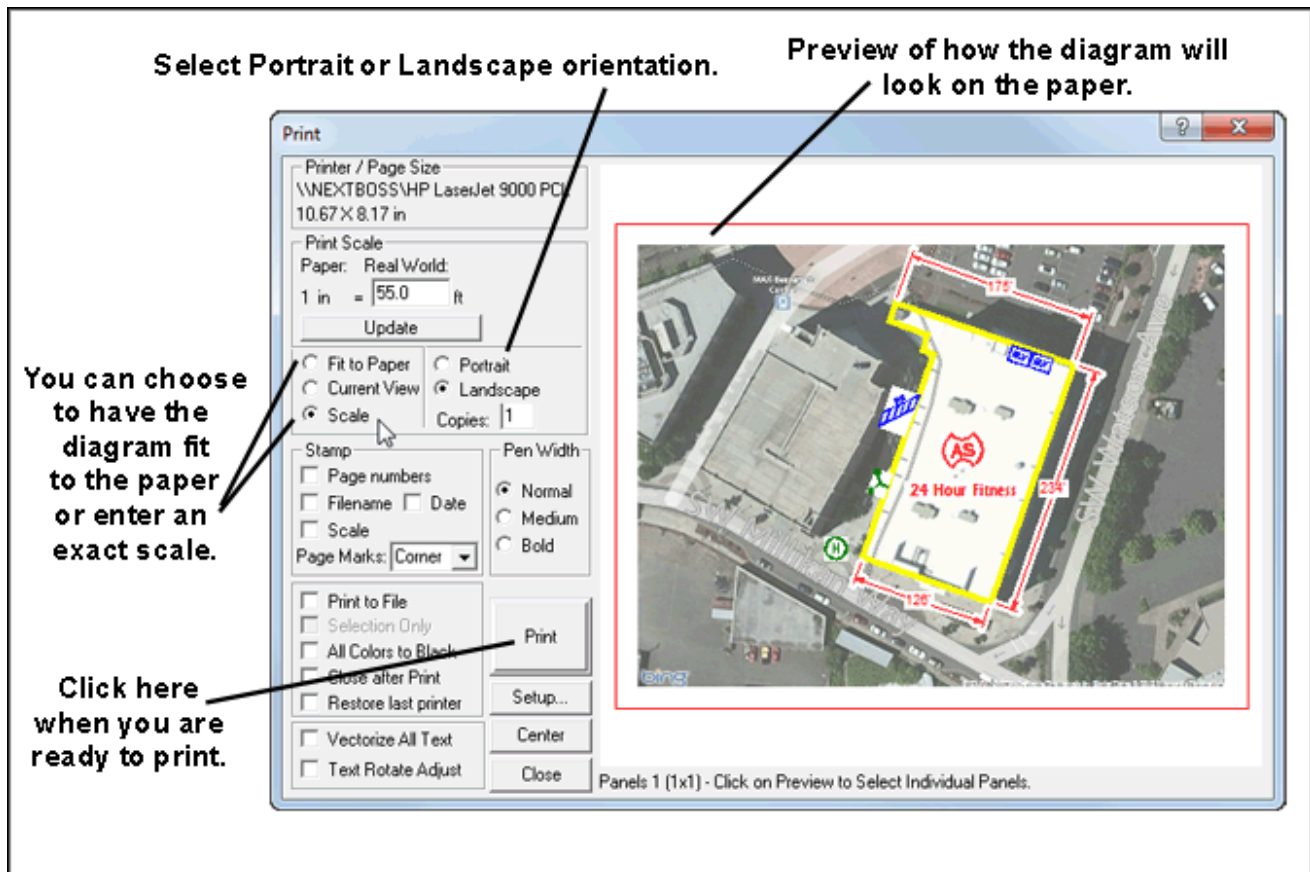 Select Portrait or Landscape orientation.
Preview of how the diagram will
look on the paper.
Print
Printer / Page Size
\\NEXTBOSS\HP LaserJet 9000 PCL
10.67 X 8.17 in
Print Scale
Paper: Real World:
1 in = 55.0 ft
Update
Fit to Paper
Portrait
Current View
Landscape
Scale
Copies: 1
You can choose
to have the
diagram fit
to the paper
or enter an
exact scale.
Stamp
Page numbers
Filename
Date
Scale
Page Marks: Corner
Pen Width
Normal
Medium
Bold
Print to File
Selection Only
All Colors to Black
Close after Print
Restore last printer
Print
Setup...
Center
Close
Vectorize All Text
Text Rotate Adjust
Click here
when you are
ready to print.
175'
AS
24 Hour Fitness
234'
H
126'
SW Millikan Way
bing
Panels 1 (1x1) - Click on Preview to Select Individual Panels.